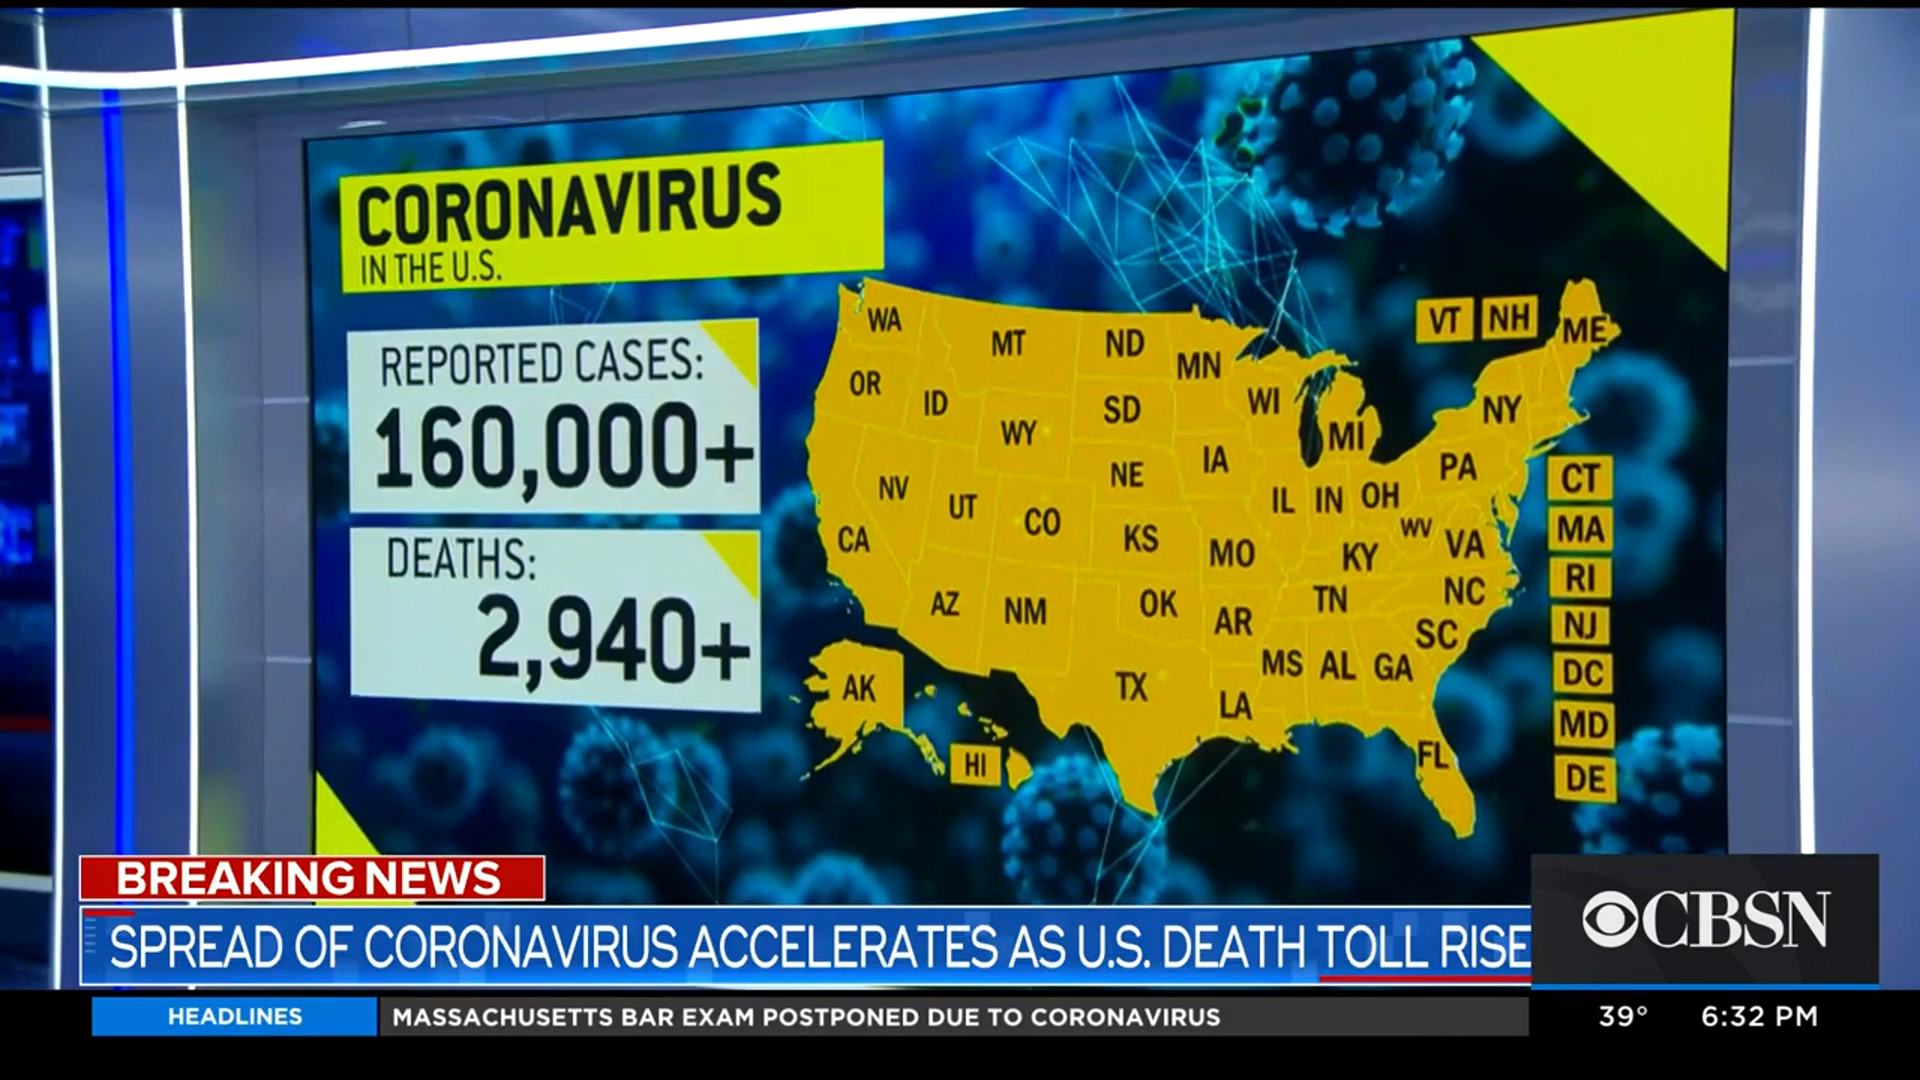 CORONAVIRUS
IN THE U.S.
REPORTED CASES:
160,000+
DEATHS:
2,940+
WA
MT
ND
MN
OR
ID
WY
SD
WI
MI
VT NH
ME
NY
NV
UT
CO
NE
IA
IL IN OH
PA
CA
KS
MO
KY
WV
VA
CT
MA
RI
NJ
DC
MD
DE
AZ
NM
OK
AR
TN
NC
SC
MS AL GA
AK
HI
TX
LA
FL
BREAKING NEWS
SPREAD OF CORONAVIRUS ACCELERATES AS U.S. DEATH TOLL RISE
CBSN
HEADLINES
MASSACHUSETTS BAR EXAM POSTPONED DUE TO CORONAVIRUS
39° 6:32 PM